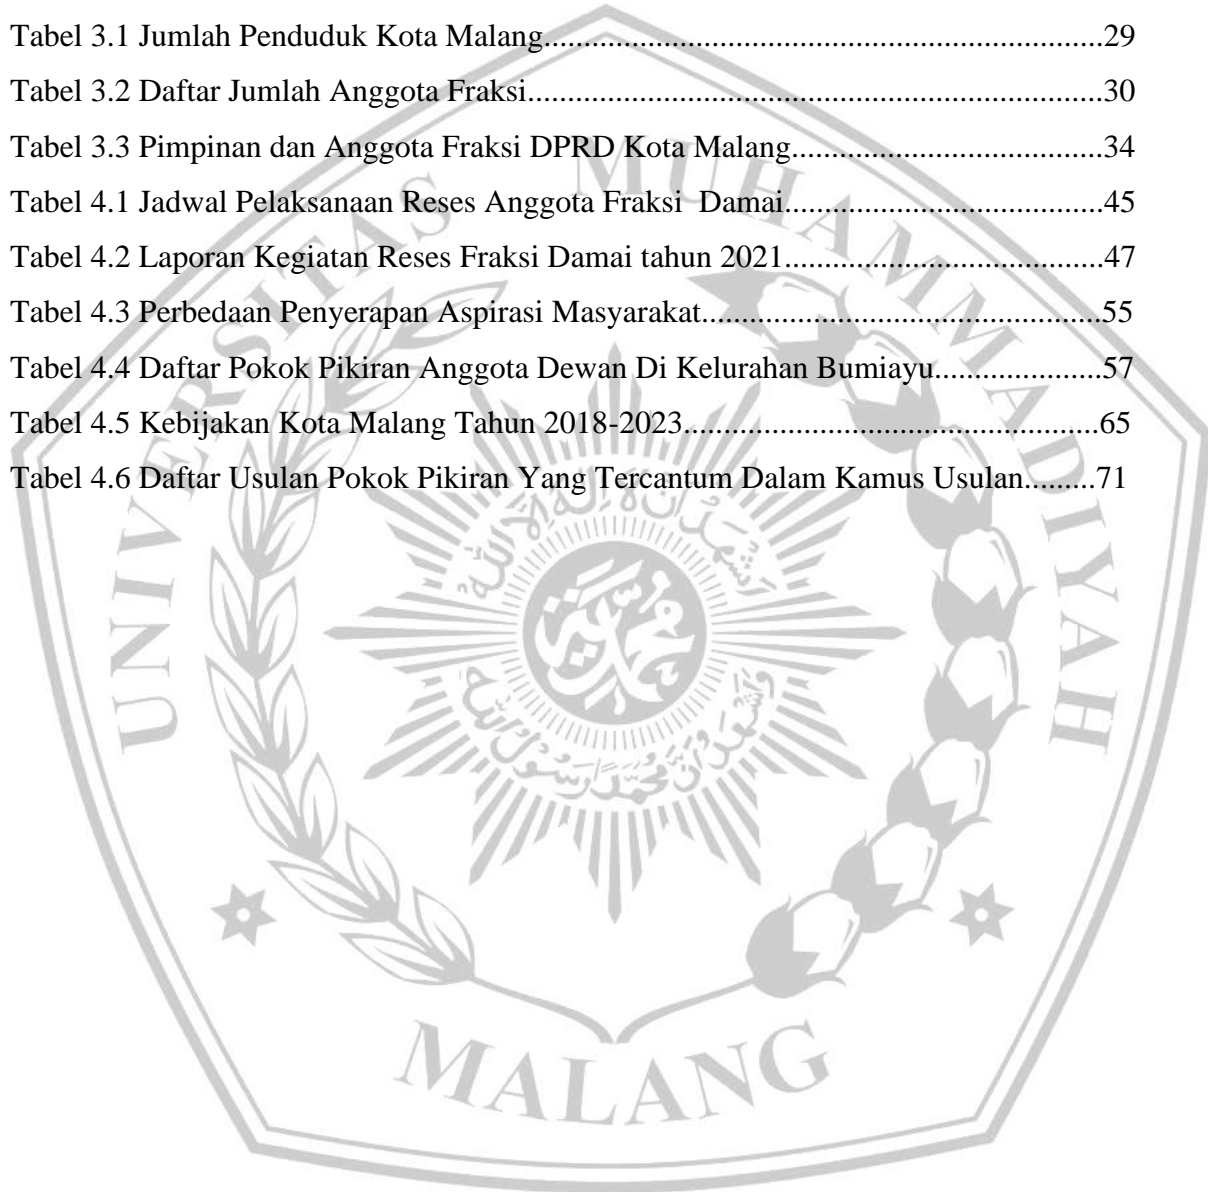 Tabel 3.1 Jumlah Penduduk Kota Malang......................................................................29
Tabel 3.2 Daftar Jumlah Anggota Fraksi........................................................................30
Tabel 3.3 Pimpinan dan Anggota Fraksi DPRD Kota Malang.......................................34
Tabel 4.1 Jadwal Pelaksanaan Reses Anggota Fraksi  Damai........................................45
Tabel 4.2 Laporan Kegiatan Reses Fraksi Damai tahun 2021........................................47
Tabel 4.3 Perbedaan Penyerapan Aspirasi Masyarakat..................................................55
Tabel 4.4 Daftar Pokok Pikiran Anggota Dewan Di Kelurahan Bumiayu.....................57
Tabel 4.5 Kebijakan Kota Malang Tahun 2018-2023....................................................65
Tabel 4.6 Daftar Usulan Pokok Pikiran Yang Tercantum Dalam Kamus Usulan.........71
UNIVERSITAS MUHAMMADIYAH
MALANG